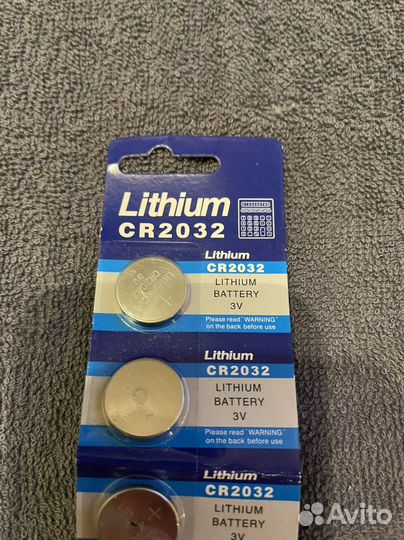 Lithium
CR2032
Lithium
CR2032
LITHIUM
BATTERY
3V
Please read "WARNING"
on the back before use
Lithium
CR2032
LITHIUM
BATTERY
3V
Please read "WARNING"
on the back before use
Lithium
CR2032
LITHIUM
BATTERY
3V
Avito